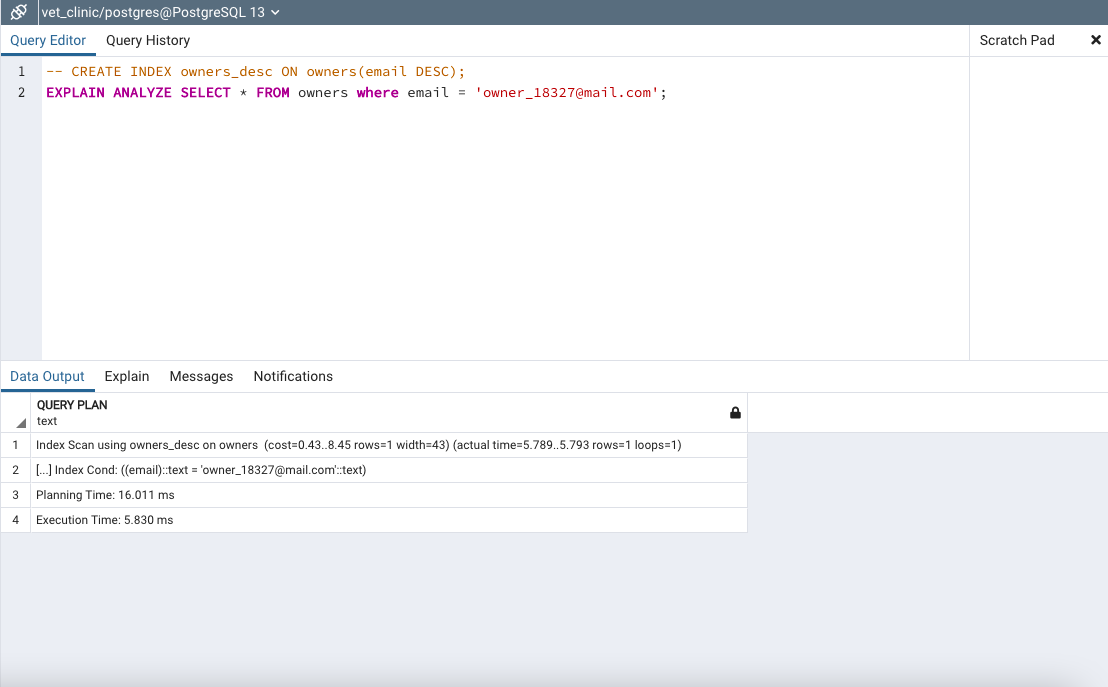 vet_clinic/postgres@PostgreSQL 13
Query Editor Query History Scratch Pad
1 -- CREATE INDEX owners_desc ON owners(email DESC);
2 EXPLAIN ANALYZE SELECT * FROM owners where email = 'owner_18327@mail.com';
Data Output Explain Messages Notifications
QUERY PLAN
text
1 Index Scan using owners_desc on owners (cost=0.43..8.45 rows=1 width=43) (actual time=5.789..5.793 rows=1 loops=1)
2 [...] Index Cond: ((email)::text = 'owner_18327@mail.com'::text)
3 Planning Time: 16.011 ms
4 Execution Time: 5.830 ms